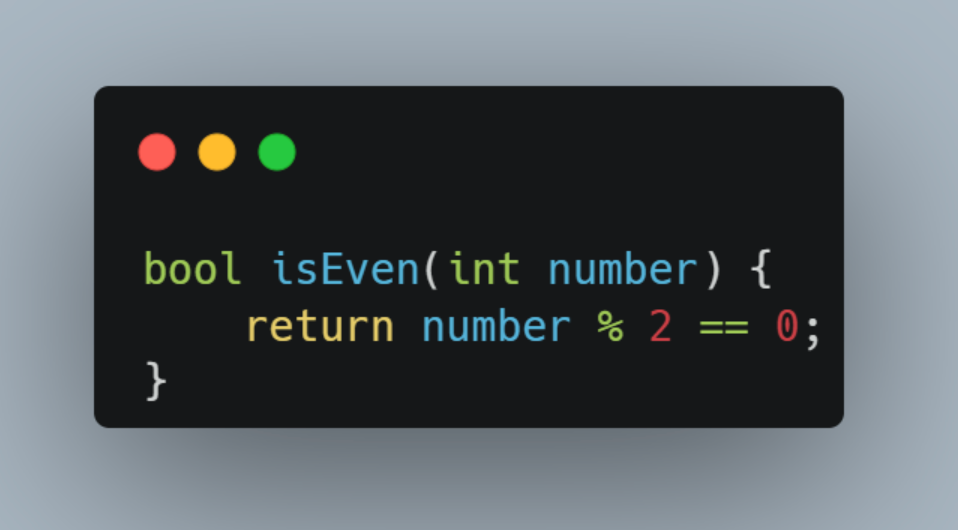 bool isEven(int number) {
    return number % 2 == 0;
}